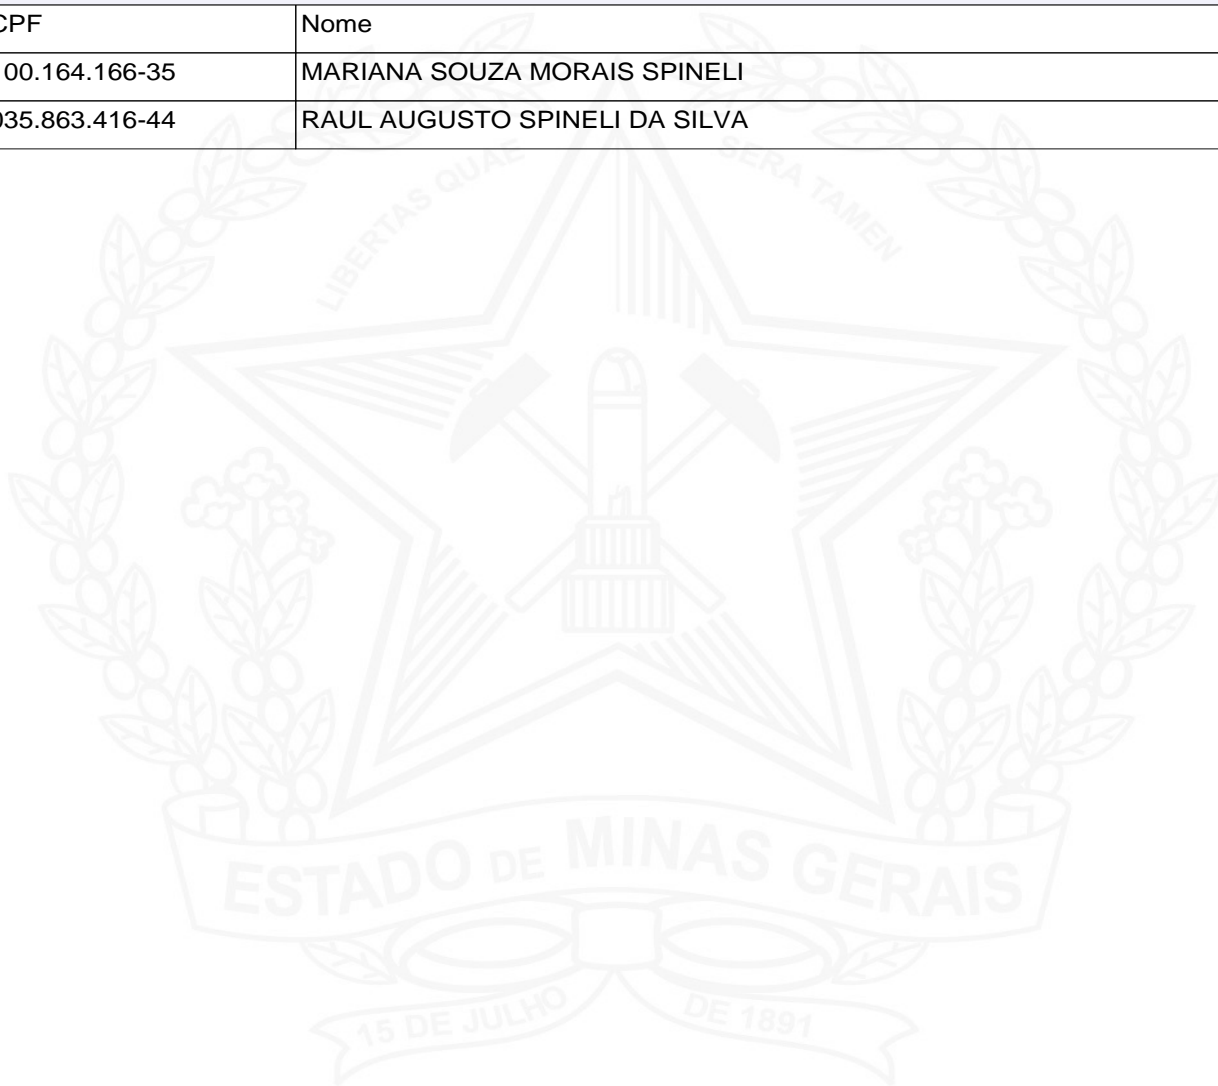 CPF Nome
00.164.166-35 MARIANA SOUZA MORAIS SPINELI
035.863.416-44 RAUL AUGUSTO SPINELI DA SILVA
LIBERTAS QUAE SERA TAMEN
ESTADO DE MINAS GERAIS
15 DE JULHO DE 1891